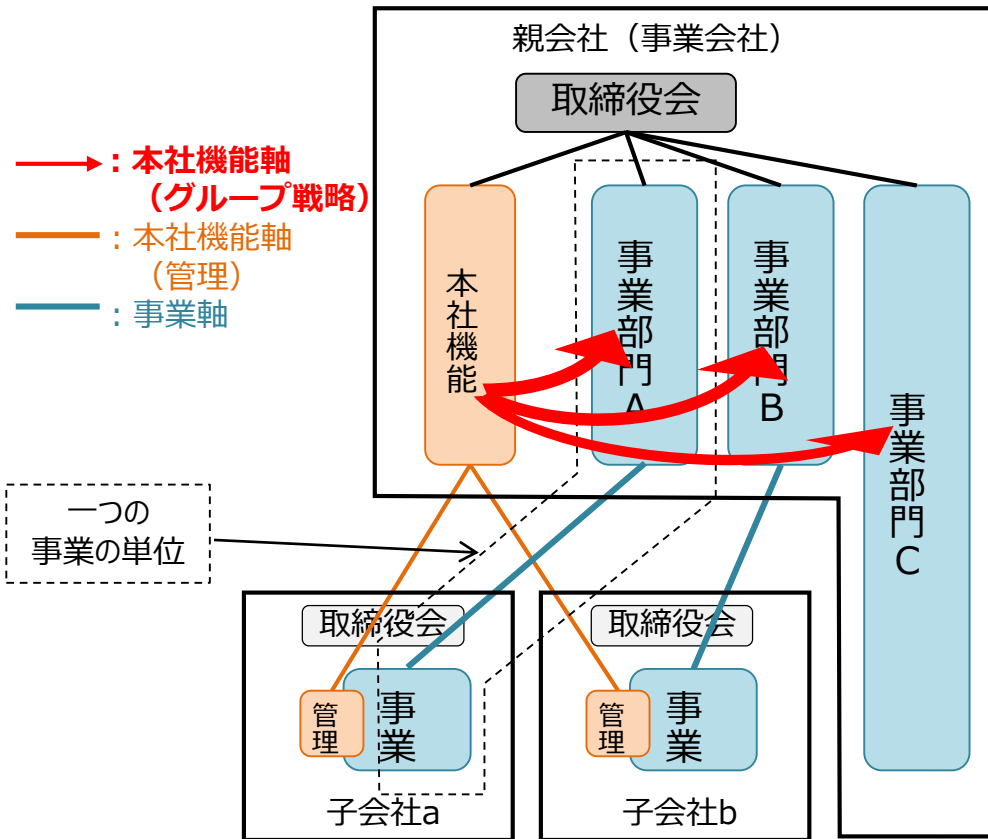 親会社（事業会社）
取締役会
：本社機能軸
（グループ戦略）
：本社機能軸
（管理）
：事業軸
本社機能
事業部門A
事業部門B
事業部門C
一つの
事業の単位
取締役会
管理
事業
子会社a
取締役会
管理
事業
子会社b